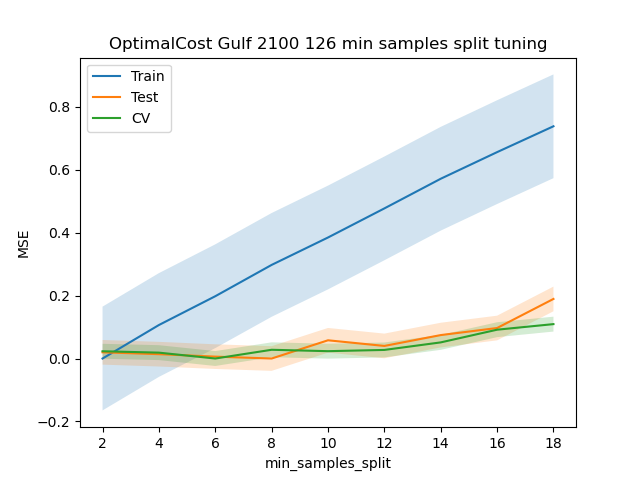 OptimalCost Gulf 2100 126 min samples split tuning
Train
Test
CV
MSE
0.8
0.6
0.4
0.2
0.0
−0.2
2 4 6 8 10 12 14 16 18
min_samples_split